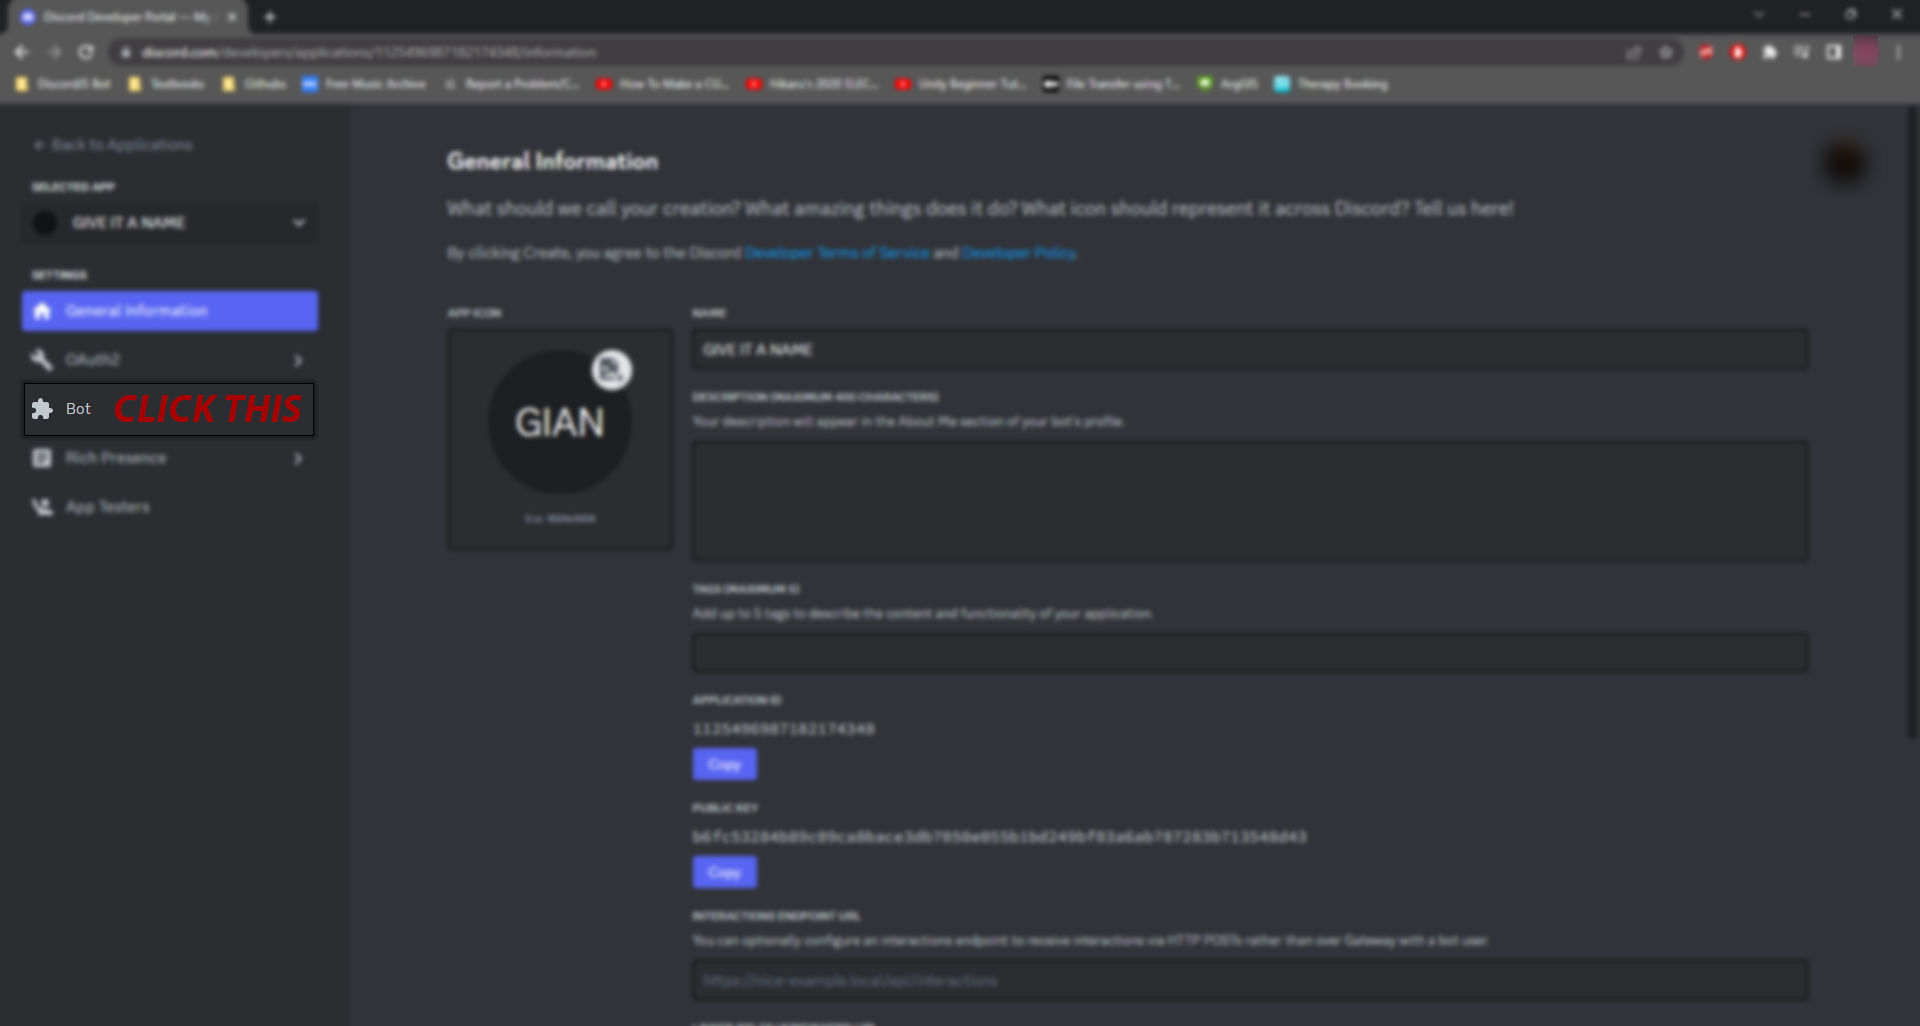 Discord Developer Portal — My
discord.com/developers/applications/1125496987182174348/information
DiscordJS Bot
Textbooks
Githubs
Free Music Archive
Report a Problem/C...
How To Make a CU...
Hikaru's 2020 ELEC...
Unity Beginner Tut...
File Transfer using T...
ArgGIS
Therapy Booking
← Back to Applications
SELECTED APP
GIVE IT A NAME
SETTINGS
General Information
OAuth2
Bot CLICK THIS
Rich Presence
App Testers
General Information
What should we call your creation? What amazing things does it do? What icon should represent it across Discord? Tell us here!
By clicking Create, you agree to the Discord Developer Terms of Service and Developer Policy.
APP ICON
GIAN
Size: 1024x1024
NAME
GIVE IT A NAME
DESCRIPTION (MAXIMUM 400 CHARACTERS)
Your description will appear in the About Me section of your bot's profile.
TAGS (MAXIMUM 5)
Add up to 5 tags to describe the content and functionality of your application.
APPLICATION ID
1125496987182174348
Copy
PUBLIC KEY
Copy
INTERACTIONS ENDPOINT URL
You can optionally configure an interactions endpoint to receive interactions via HTTP POSTs rather than over Gateway with a bot user.
https://nice-example.local/api/interactions